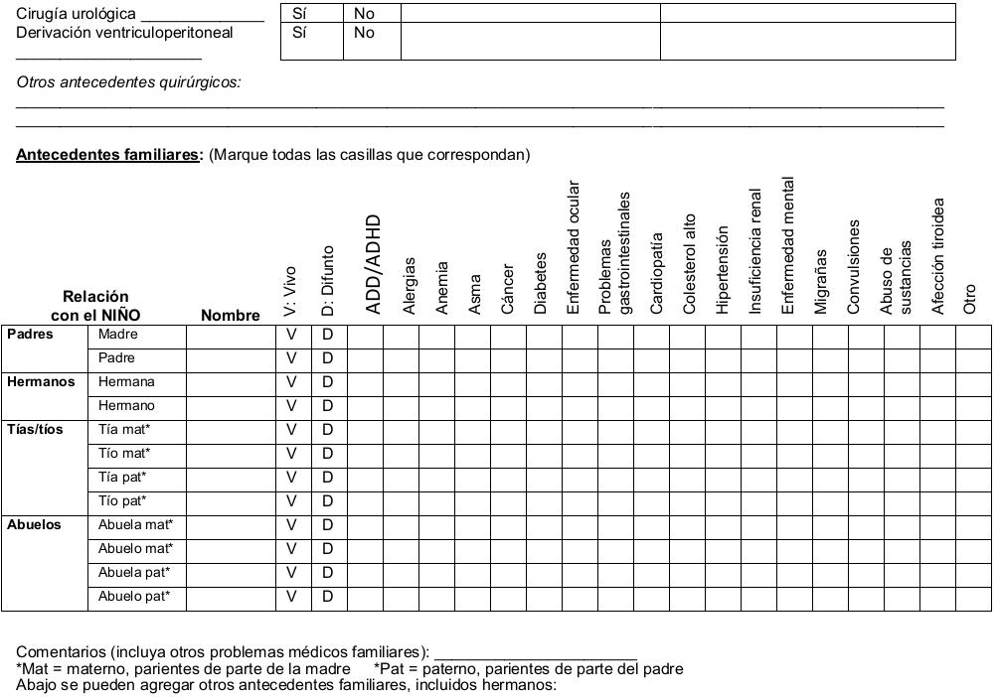 Cirugía urológica ______________ Sí No
Derivación ventriculoperitoneal Sí No
_____________________
Otros antecedentes quirúrgicos:
Antecedentes familiares: (Marque todas las casillas que correspondan)
Relación con el NIÑO Nombre V: Vivo D: Difunto ADD/ADHD Alergias Anemia Asma Cáncer Diabetes Enfermedad ocular Problemas gastrointestinales Cardiopatía Colesterol alto Hipertensión Insuficiencia renal Enfermedad mental Migrañas Convulsiones Abuso de sustancias Afección tiroidea Otro
Padres Madre V D
Padre V D
Hermanos Hermana V D
Hermano V D
Tías/tíos Tía mat* V D
Tío mat* V D
Tía pat* V D
Tío pat* V D
Abuelos Abuela mat* V D
Abuelo mat* V D
Abuela pat* V D
Abuelo pat* V D
Comentarios (incluya otros problemas médicos familiares): ________________________
*Mat = materno, parientes de parte de la madre *Pat = paterno, parientes de parte del padre
Abajo se pueden agregar otros antecedentes familiares, incluidos hermanos: